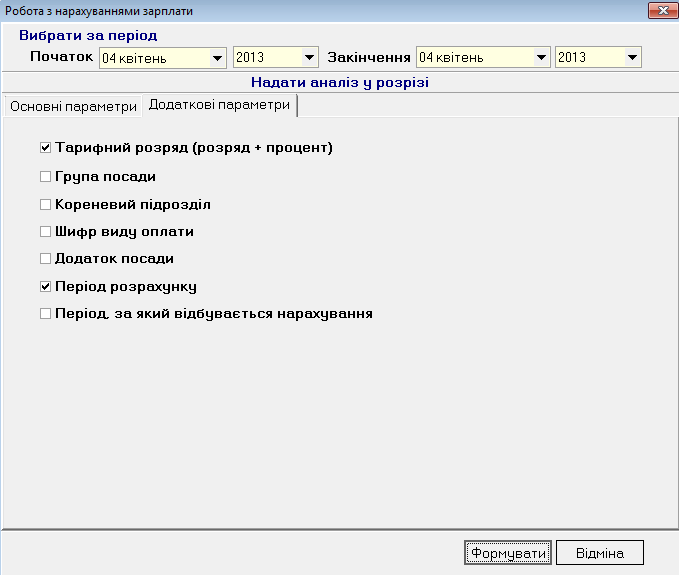 Робота з нарахуваннями зарплати
Вибрати за період
Початок 04 квітень 2013 Закінчення 04 квітень 2013
Надати аналіз у розрізі
Основні параметри Додаткові параметри
Тарифний розряд (розряд + процент)
Група посади
Кореневий підрозділ
Шифр виду оплати
Додаток посади
Період розрахунку
Період, за який відбувається нарахування
Формувати Відміна